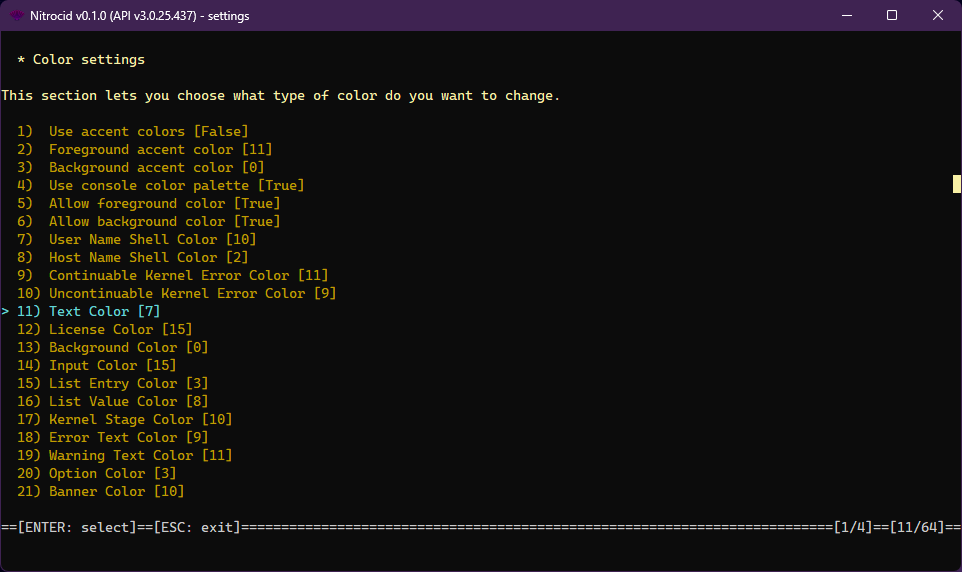 Nitrocid v0.1.0 (API v3.0.25.437) - settings
* Color settings
This section lets you choose what type of color do you want to change.
1)  Use accent colors [False]
2)  Foreground accent color [11]
3)  Background accent color [0]
4)  Use console color palette [True]
5)  Allow foreground color [True]
6)  Allow background color [True]
7)  User Name Shell Color [10]
8)  Host Name Shell Color [2]
9)  Continuable Kernel Error Color [11]
10) Uncontinuable Kernel Error Color [9]
> 11) Text Color [7]
12) License Color [15]
13) Background Color [0]
14) Input Color [15]
15) List Entry Color [3]
16) List Value Color [8]
17) Kernel Stage Color [10]
18) Error Text Color [9]
19) Warning Text Color [11]
20) Option Color [3]
21) Banner Color [10]
==[ENTER: select]==[ESC: exit]==========================================================================[1/4]==[11/64]==